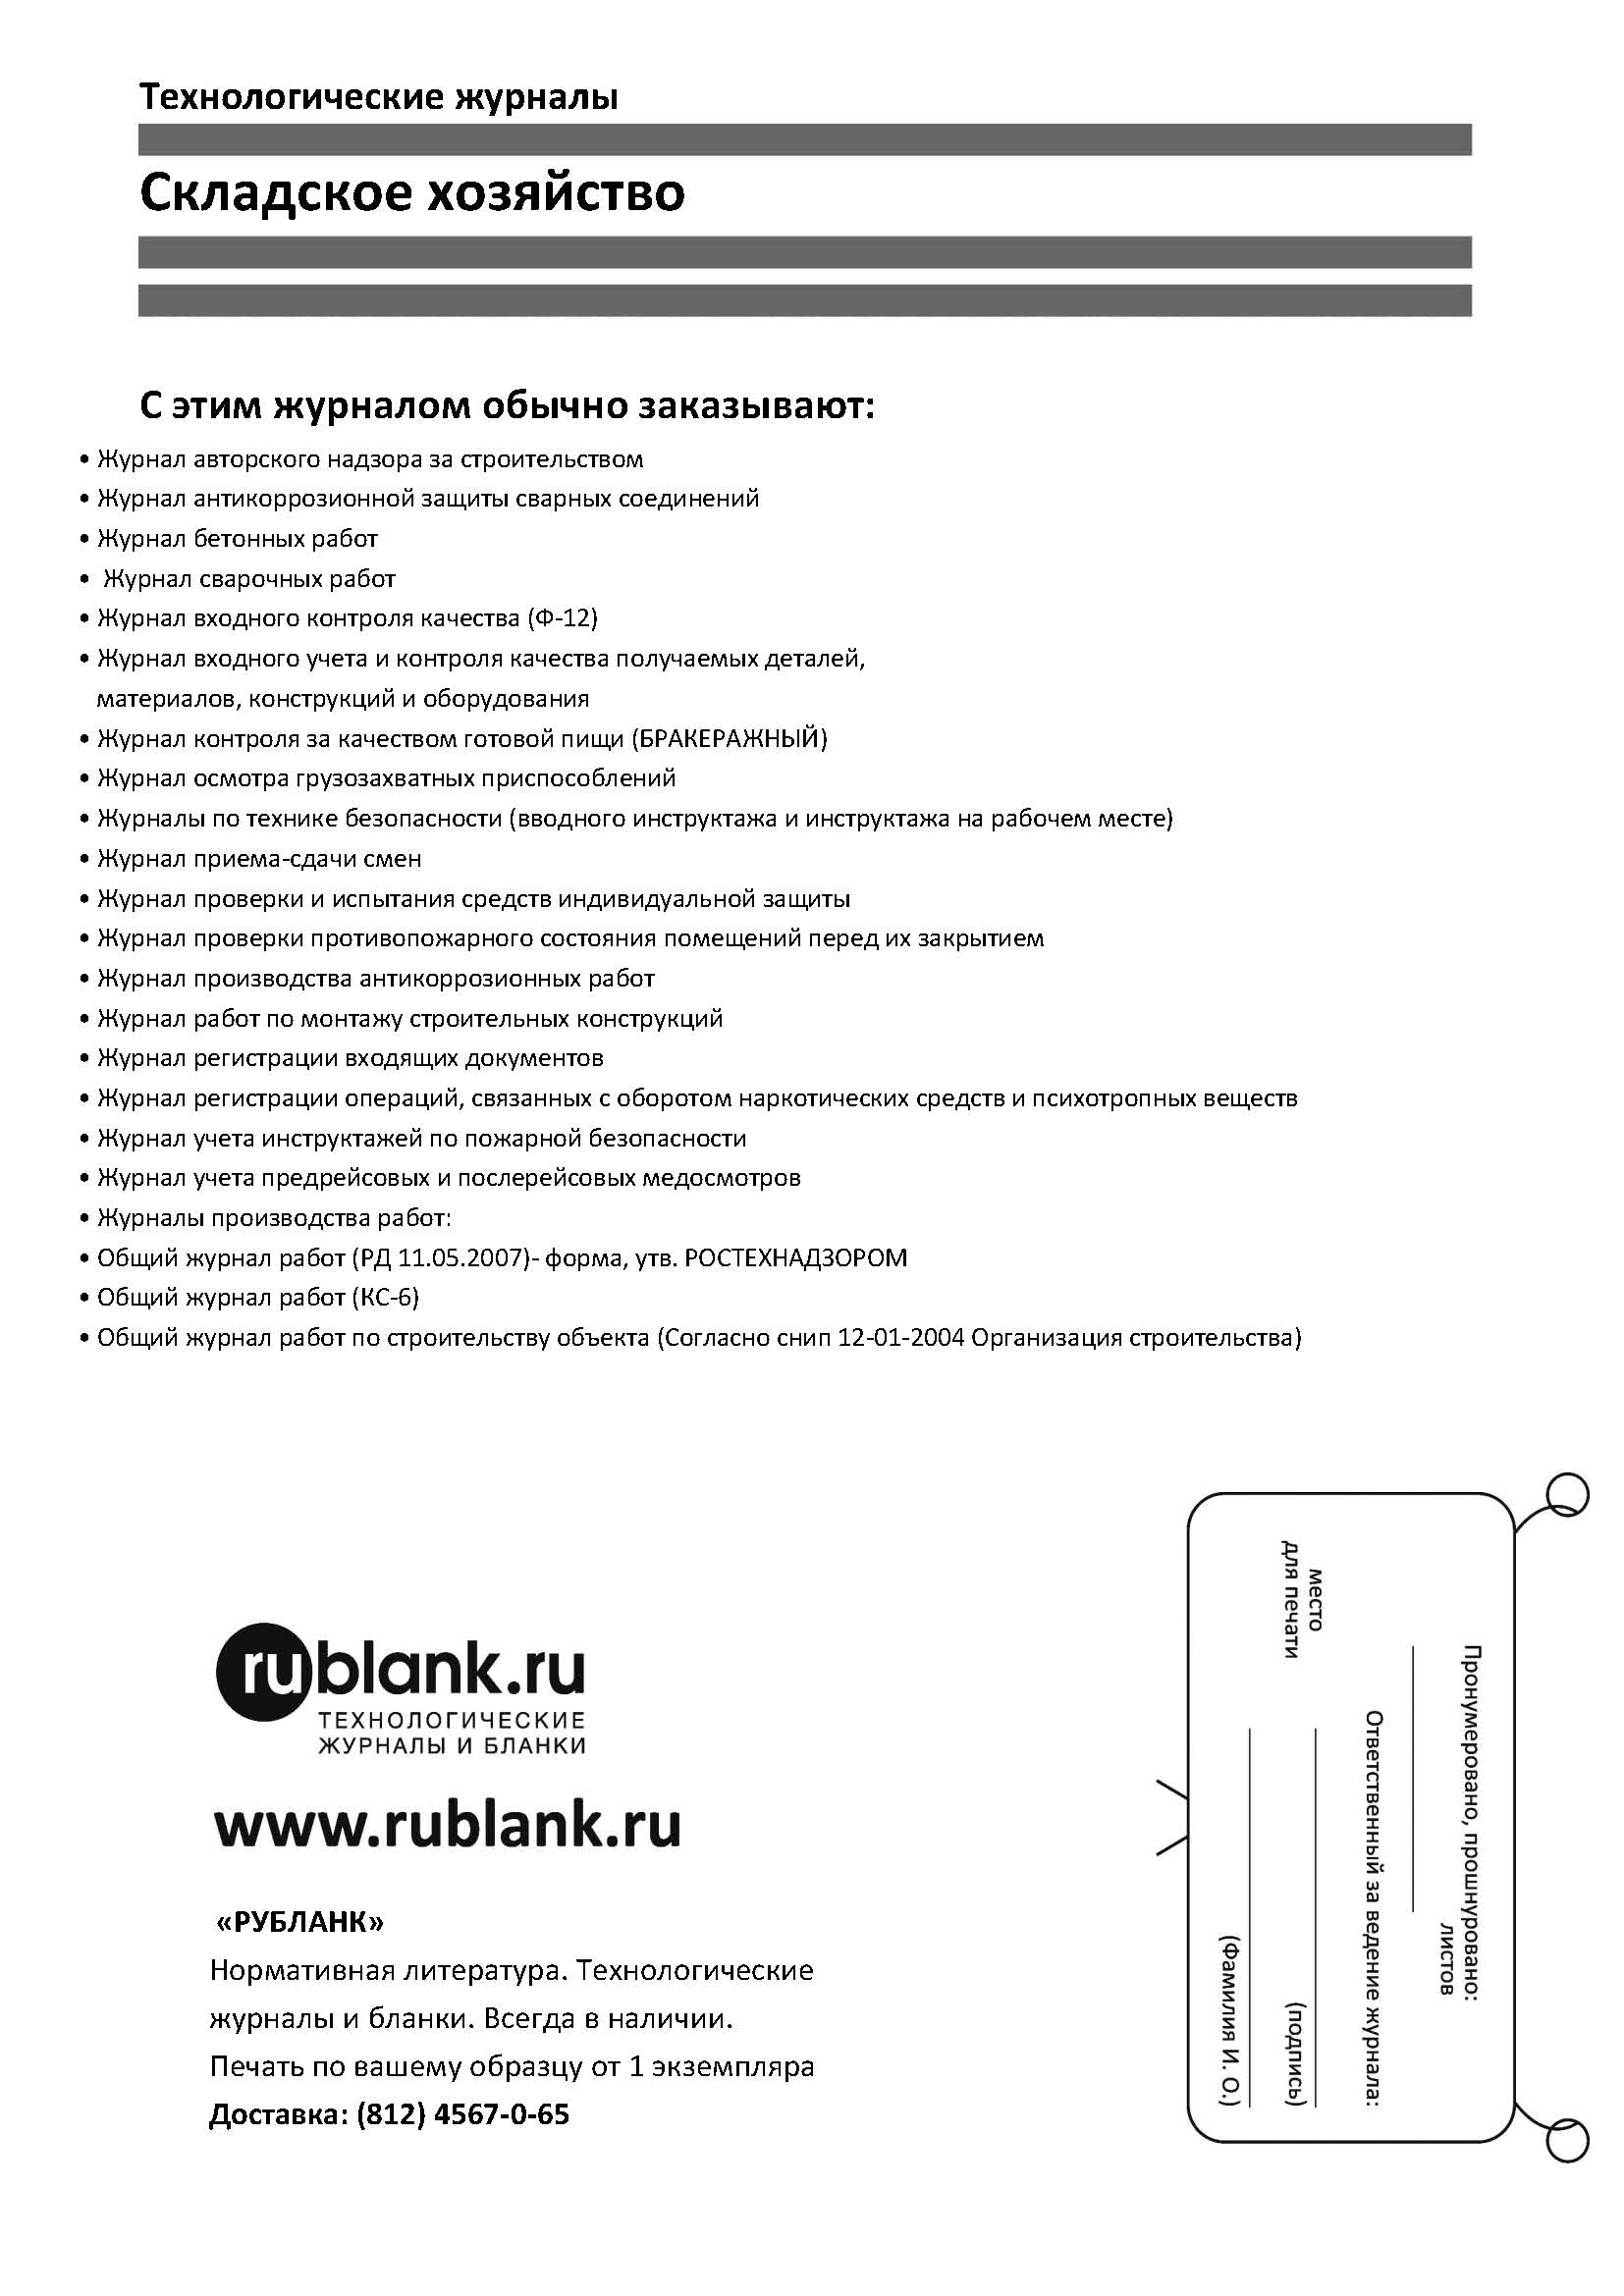 Технологические журналы
Складское хозяйство
С этим журналом обычно заказывают:
• Журнал авторского надзора за строительством
• Журнал антикоррозионной защиты сварных соединений
• Журнал бетонных работ
• Журнал сварочных работ
• Журнал входного контроля качества (Ф-12)
• Журнал входного учета и контроля качества получаемых деталей,
материалов, конструкций и оборудования
• Журнал контроля за качеством готовой пищи (БРАКЕРАЖНЫЙ)
• Журнал осмотра грузозахватных приспособлений
• Журналы по технике безопасности (вводного инструктажа и инструктажа на рабочем месте)
• Журнал приема-сдачи смен
• Журнал проверки и испытания средств индивидуальной защиты
• Журнал проверки противопожарного состояния помещений перед их закрытием
• Журнал производства антикоррозионных работ
• Журнал работ по монтажу строительных конструкций
• Журнал регистрации входящих документов
• Журнал регистрации операций, связанных с оборотом наркотических средств и психотропных веществ
• Журнал учета инструктажей по пожарной безопасности
• Журнал учета предрейсовых и послерейсовых медосмотров
• Журналы производства работ:
• Общий журнал работ (РД 11.05.2007)- форма, утв. РОСТЕХНАДЗОРОМ
• Общий журнал работ (КС-6)
• Общий журнал работ по строительству объекта (Согласно снип 12-01-2004 Организация строительства)
rublank.ru
ТЕХНОЛОГИЧЕСКИЕ
ЖУРНАЛЫ И БЛАНКИ
www.rublank.ru
«РУБЛАНК»
Нормативная литература. Технологические
журналы и бланки. Всегда в наличии.
Печать по вашему образцу от 1 экземпляра
Доставка: (812) 4567-0-65
Пронумеровано, прошнуровано:
листов
Ответственный за ведение журнала:
место
для печати
(подпись)
(Фамилия И. О.)